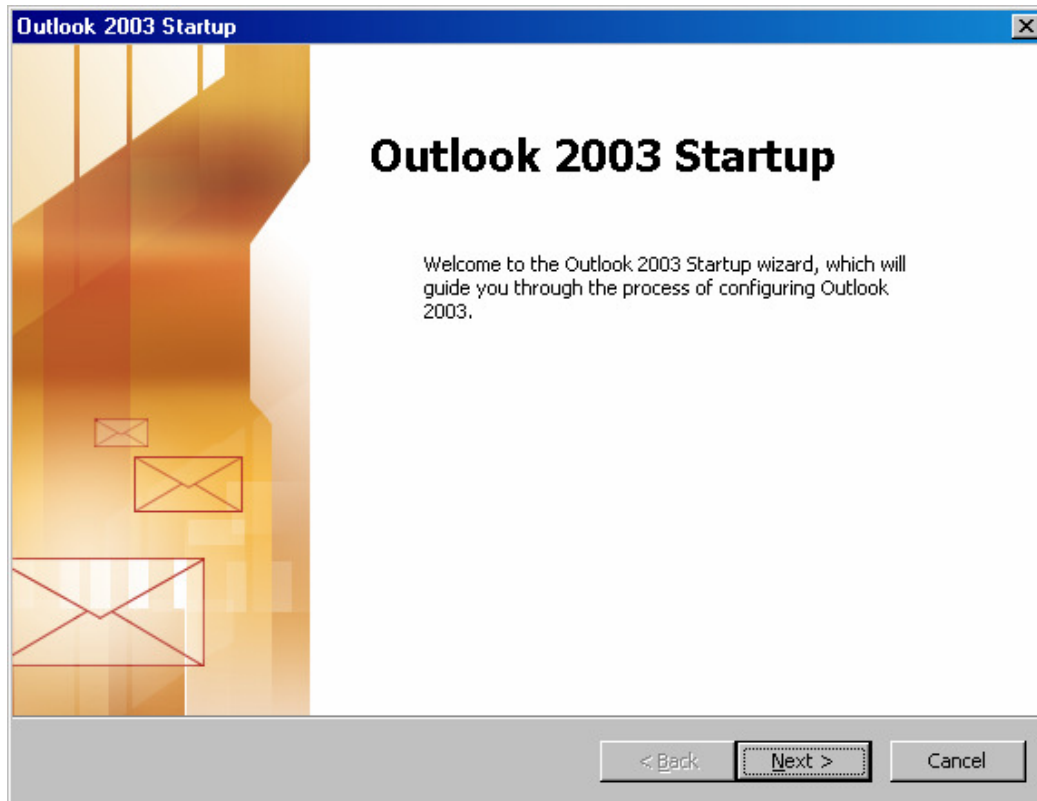 Outlook 2003 Startup
Outlook 2003 Startup
Welcome to the Outlook 2003 Startup wizard, which will
guide you through the process of configuring Outlook
2003.
< Back Next > Cancel